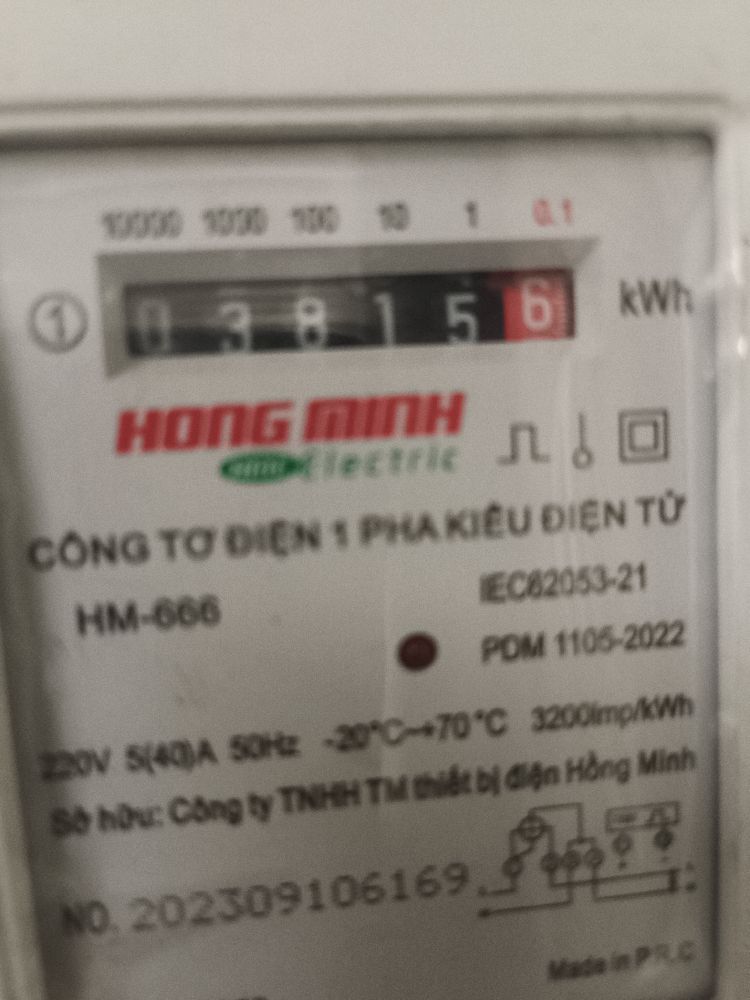 10000 1000 100 10 1 0.1
1 0 3 8 1 5 6 kWh
HONG MINH
Electric
CÔNG TƠ ĐIỆN 1 PHA KIỂU ĐIỆN TỬ
HM-666 IEC62053-21
PDM 1105-2022
220V 5(40)A 50Hz -20°C→+70°C 3200imp/kWh
Sở hữu: Công ty TNHH TM thiết bị điện Hồng Minh
NO. 202309106169
Made in P.R.C